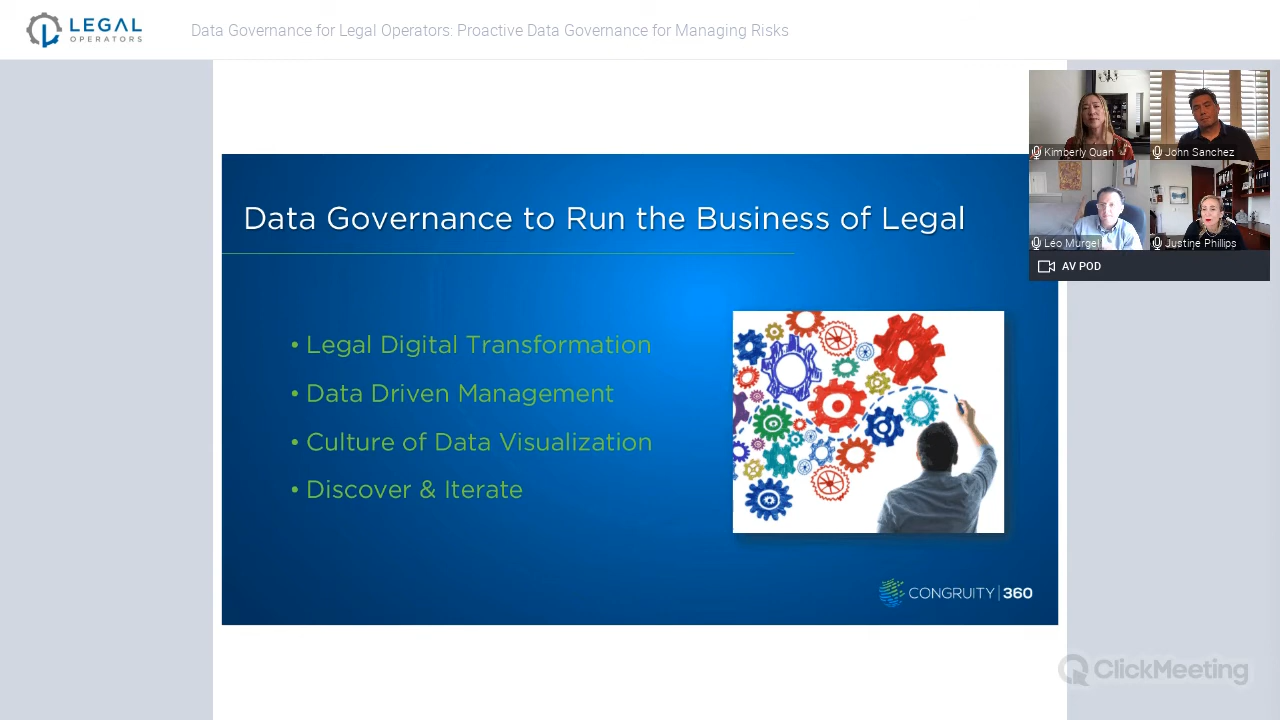 LEGAL
OPERATORS
Data Governance for Legal Operators: Proactive Data Governance for Managing Risks
Kimberly Quan
John Sanchez
Léo Murgel
Justine Phillips
AV POD
Data Governance to Run the Business of Legal
• Legal Digital Transformation
• Data Driven Management
• Culture of Data Visualization
• Discover & Iterate
CONGRUITY|360
ClickMeeting